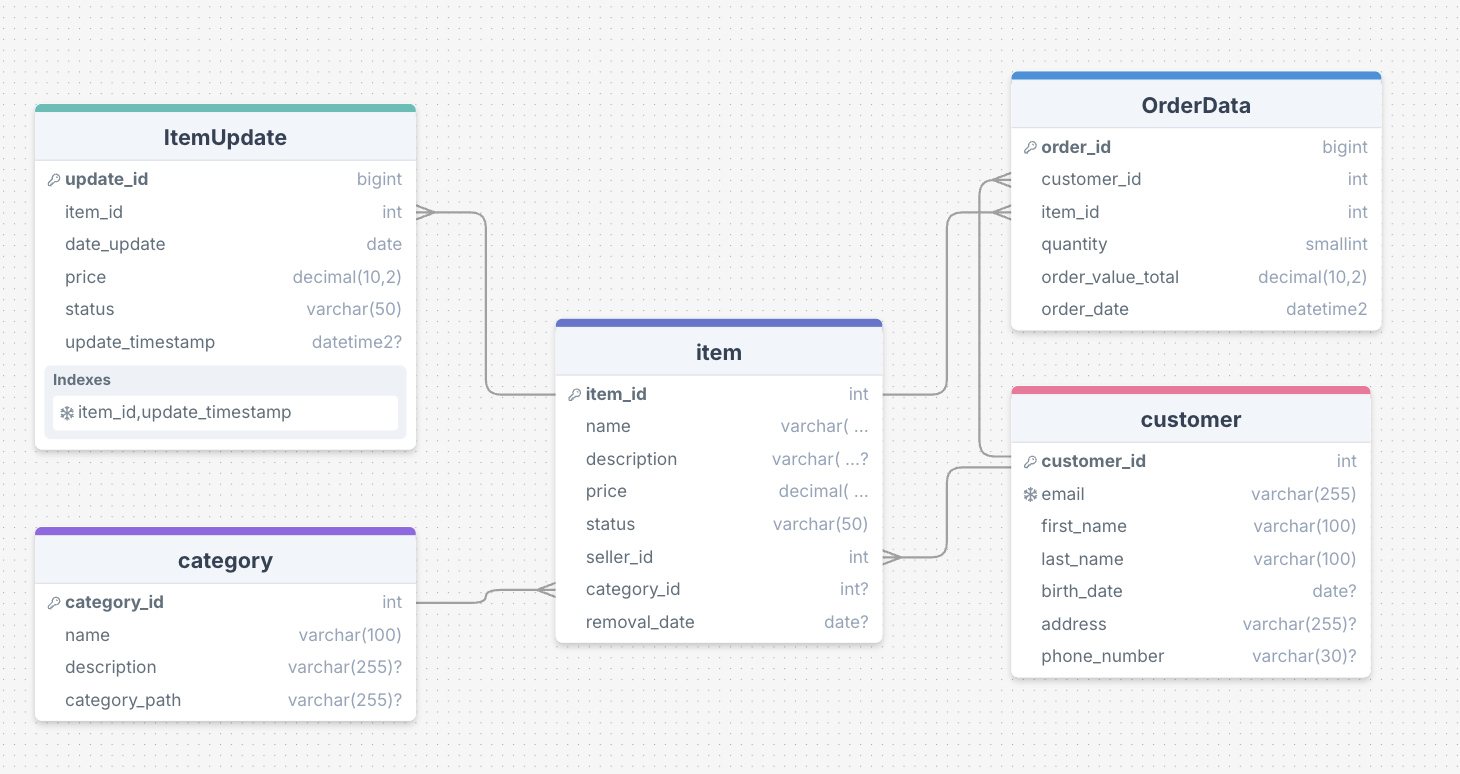 ItemUpdate
update_id bigint
item_id int
date_update date
price decimal(10,2)
status varchar(50)
update_timestamp datetime2?
Indexes
item_id,update_timestamp
category
category_id int
name varchar(100)
description varchar(255)?
category_path varchar(255)?
item
item_id int
name varchar( ...
description varchar( ...?
price decimal( ...
status varchar(50)
seller_id int
category_id int?
removal_date date?
OrderData
order_id bigint
customer_id int
item_id int
quantity smallint
order_value_total decimal(10,2)
order_date datetime2
customer
customer_id int
email varchar(255)
first_name varchar(100)
last_name varchar(100)
birth_date date?
address varchar(255)?
phone_number varchar(30)?